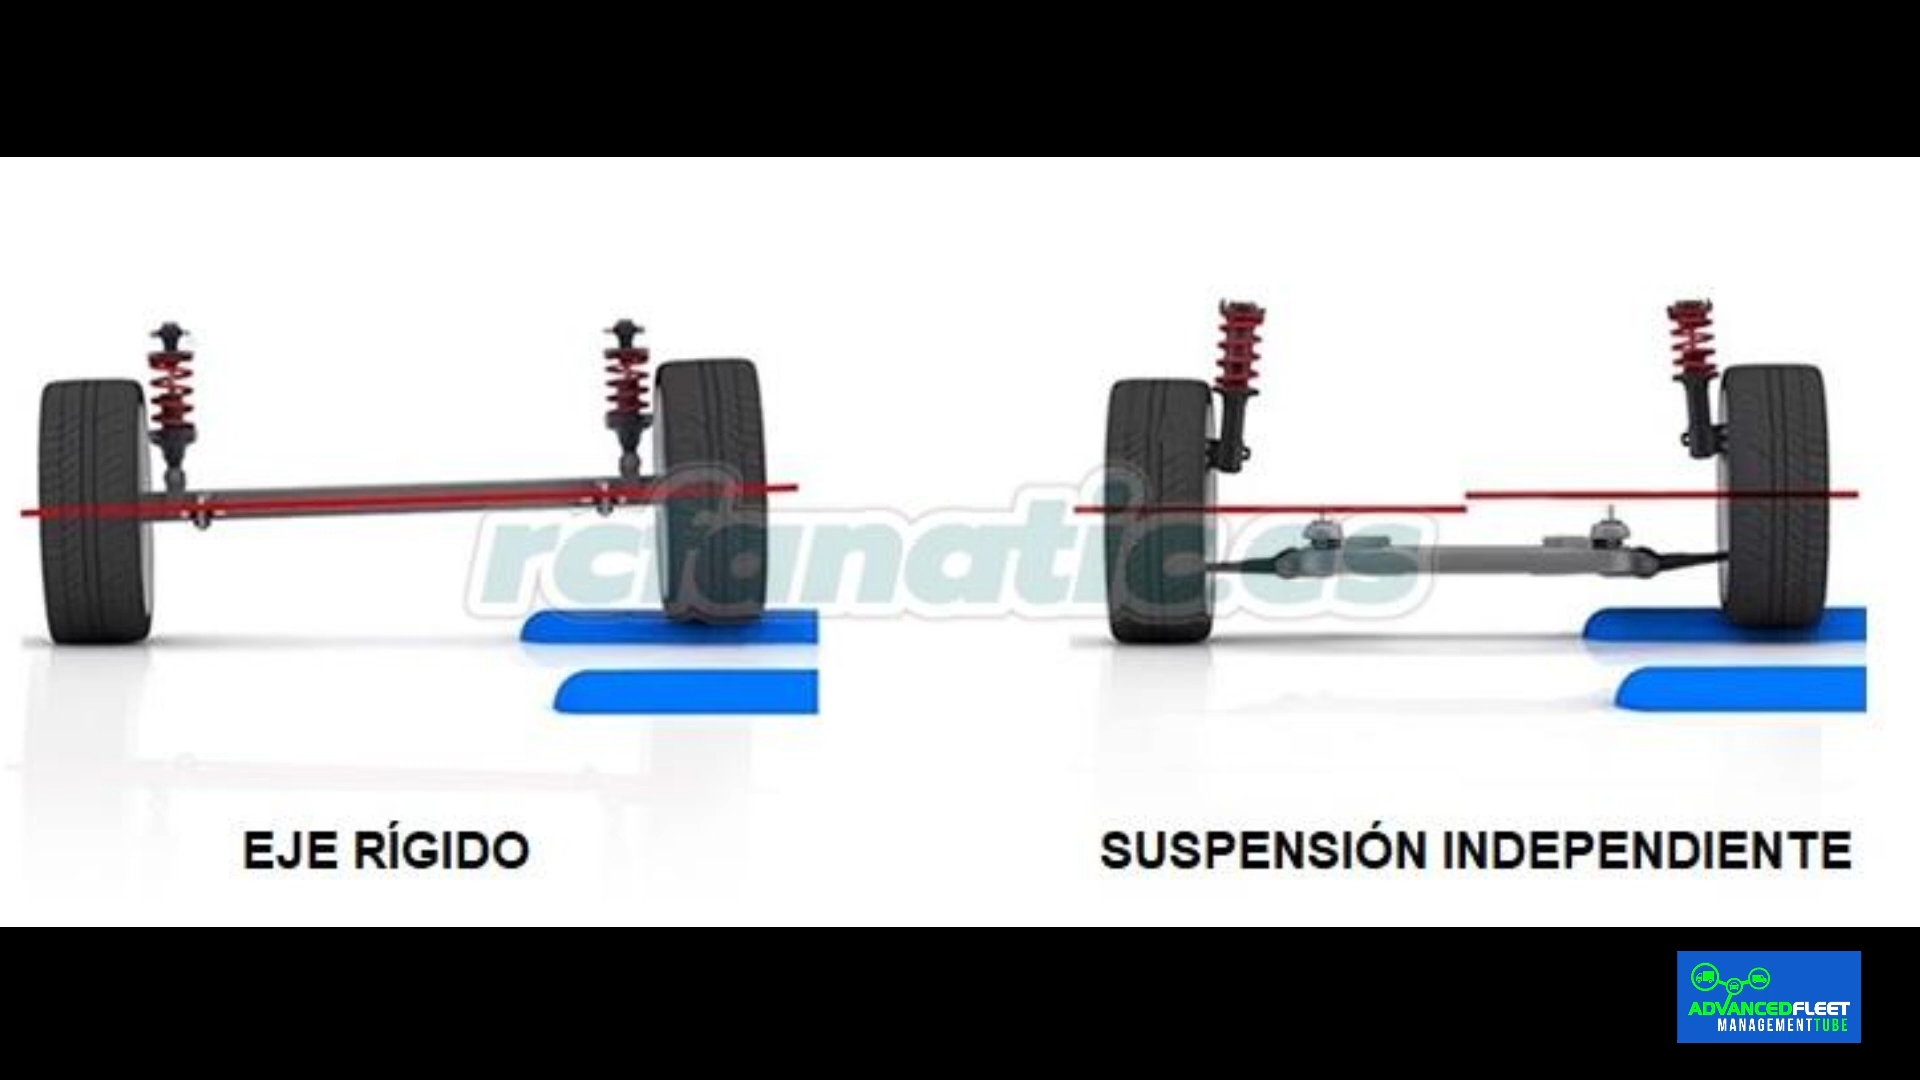 rcfanatic.es
EJE RÍGIDO
SUSPENSIÓN INDEPENDIENTE
ADVANCEDFLEET
MANAGEMENTTUBE